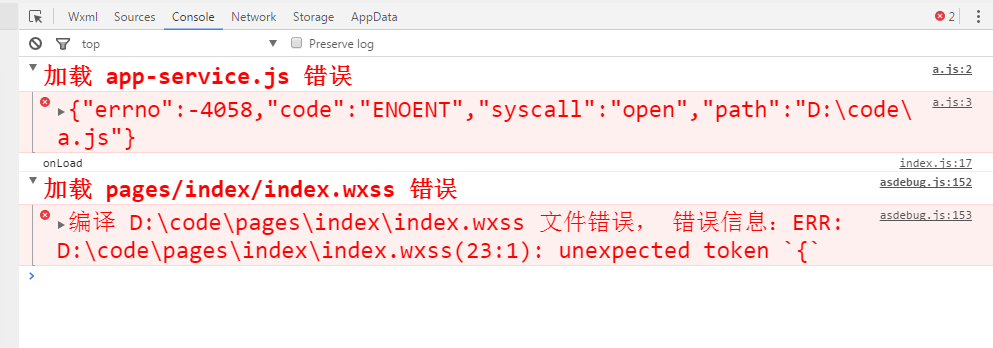 Wxml Sources Console Network Storage AppData 2
top Preserve log
加载 app-service.js 错误 a.js:2
{"errno":-4058,"code":"ENOENT","syscall":"open","path":"D:\code\ a.js:3
a.js"}
onLoad index.js:17
加载 pages/index/index.wxss 错误 asdebug.js:152
编译 D:\code\pages\index\index.wxss 文件错误， 错误信息：ERR: asdebug.js:153
D:\code\pages\index\index.wxss(23:1): unexpected token `{`